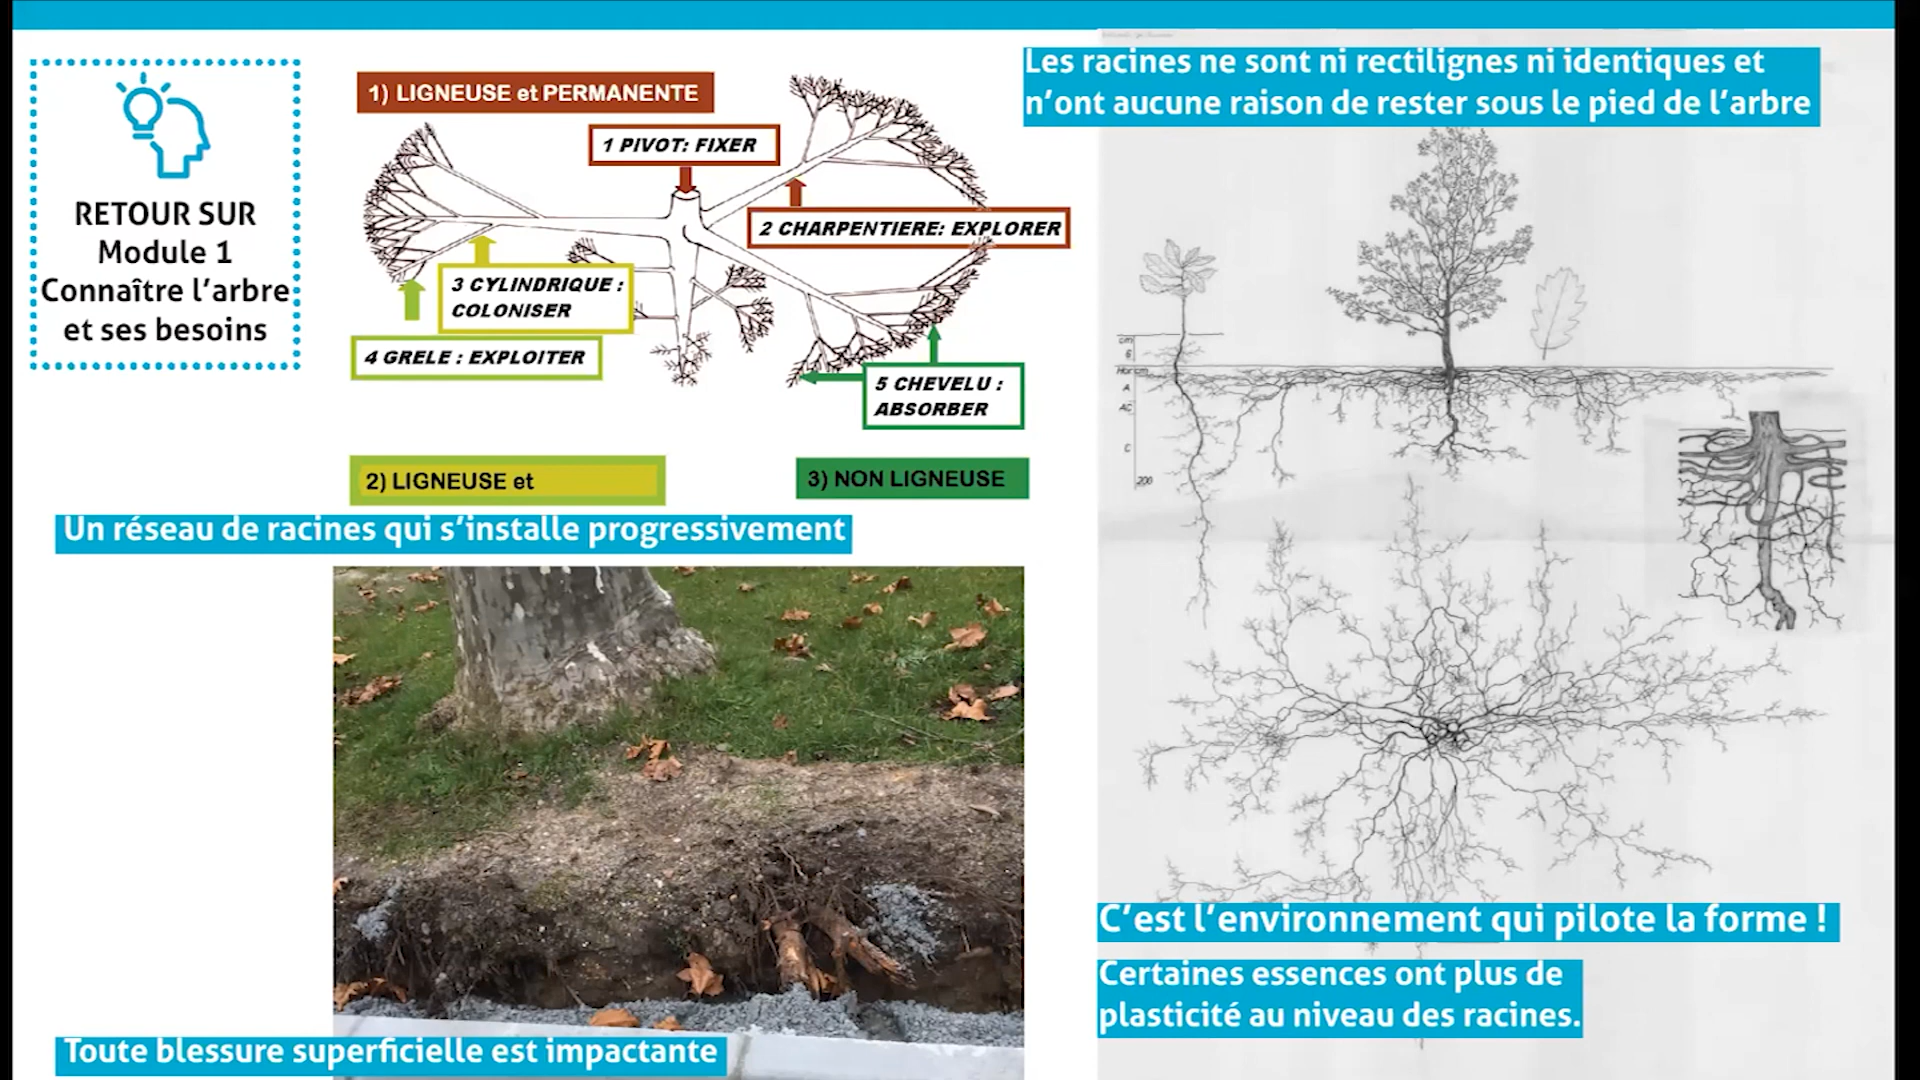 RETOUR SUR
Module 1
Connaître l'arbre
et ses besoins
1) LIGNEUSE et PERMANENTE
1 PIVOT: FIXER
2 CHARPENTIERE: EXPLORER
3 CYLINDRIQUE :
COLONISER
4 GRELE : EXPLOITER
5 CHEVELU :
ABSORBER
2) LIGNEUSE et
3) NON LIGNEUSE
Un réseau de racines qui s'installe progressivement
Toute blessure superficielle est impactante
Les racines ne sont ni rectilignes ni identiques et
n'ont aucune raison de rester sous le pied de l'arbre
cm
A
AC
C
200
C'est l'environnement qui pilote la forme !
Certaines essences ont plus de
plasticité au niveau des racines.